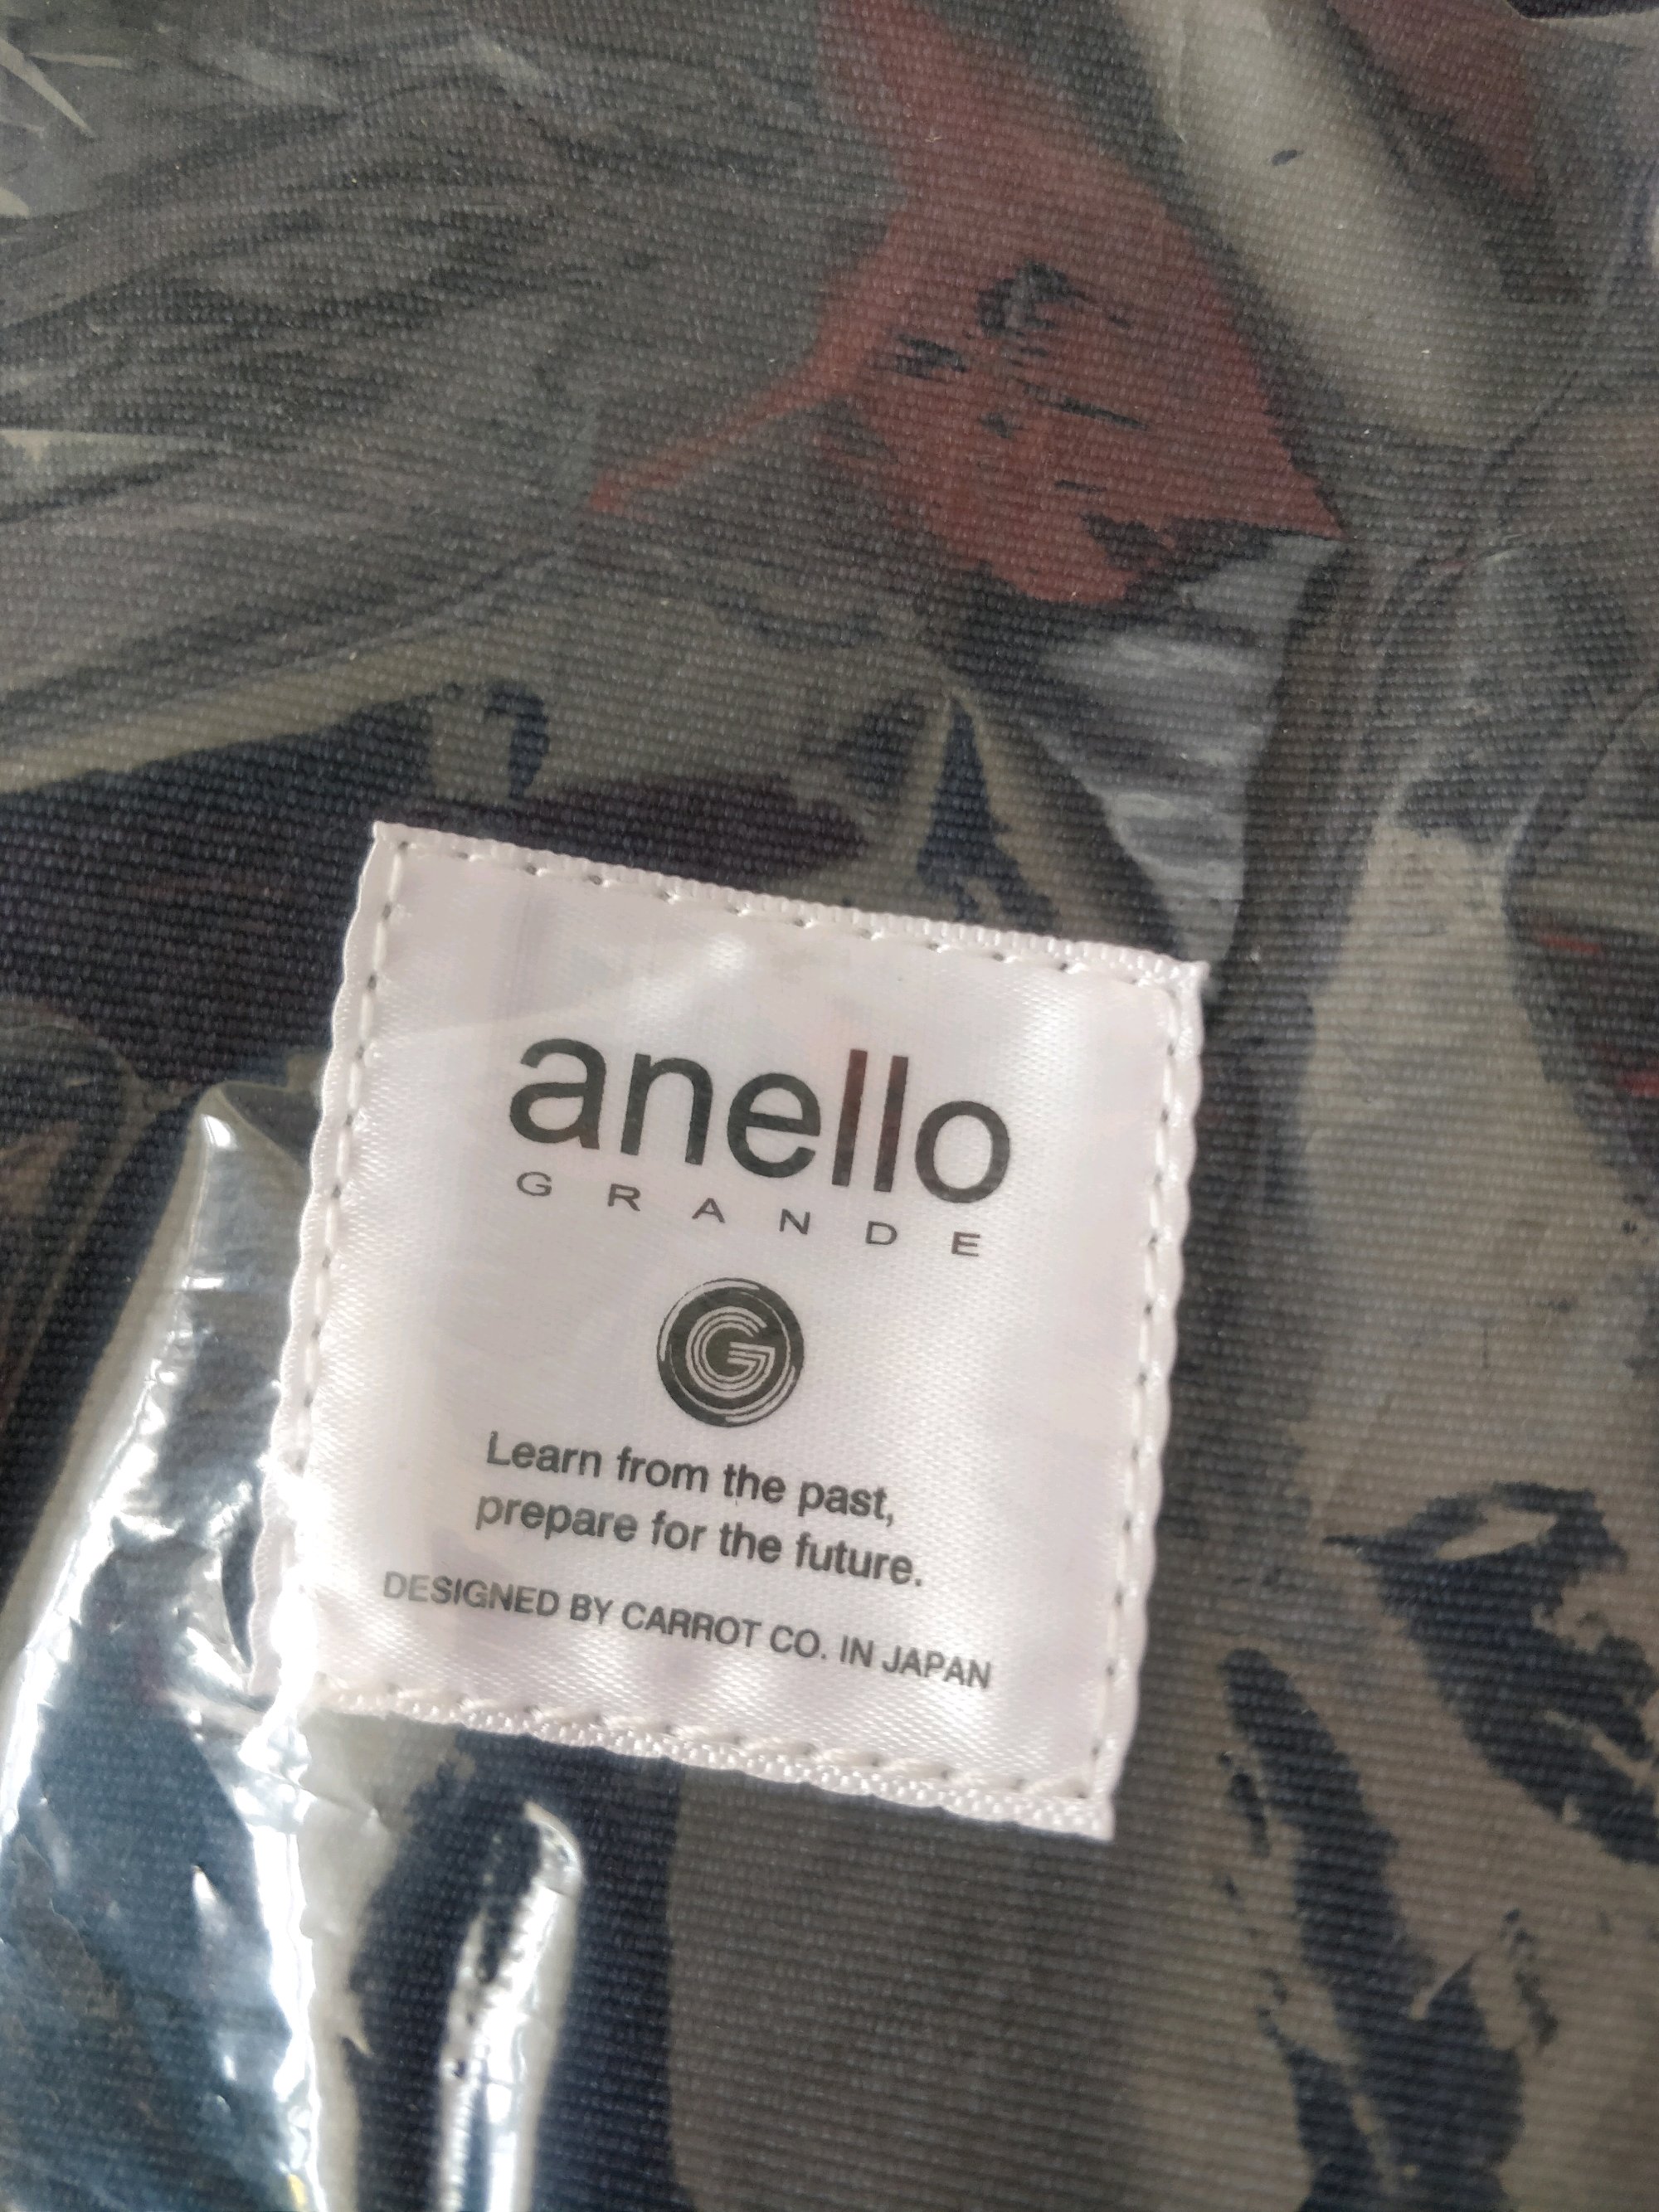 anello
GRANDE
G
Learn from the past,
prepare for the future.
DESIGNED BY CARROT CO. IN JAPAN